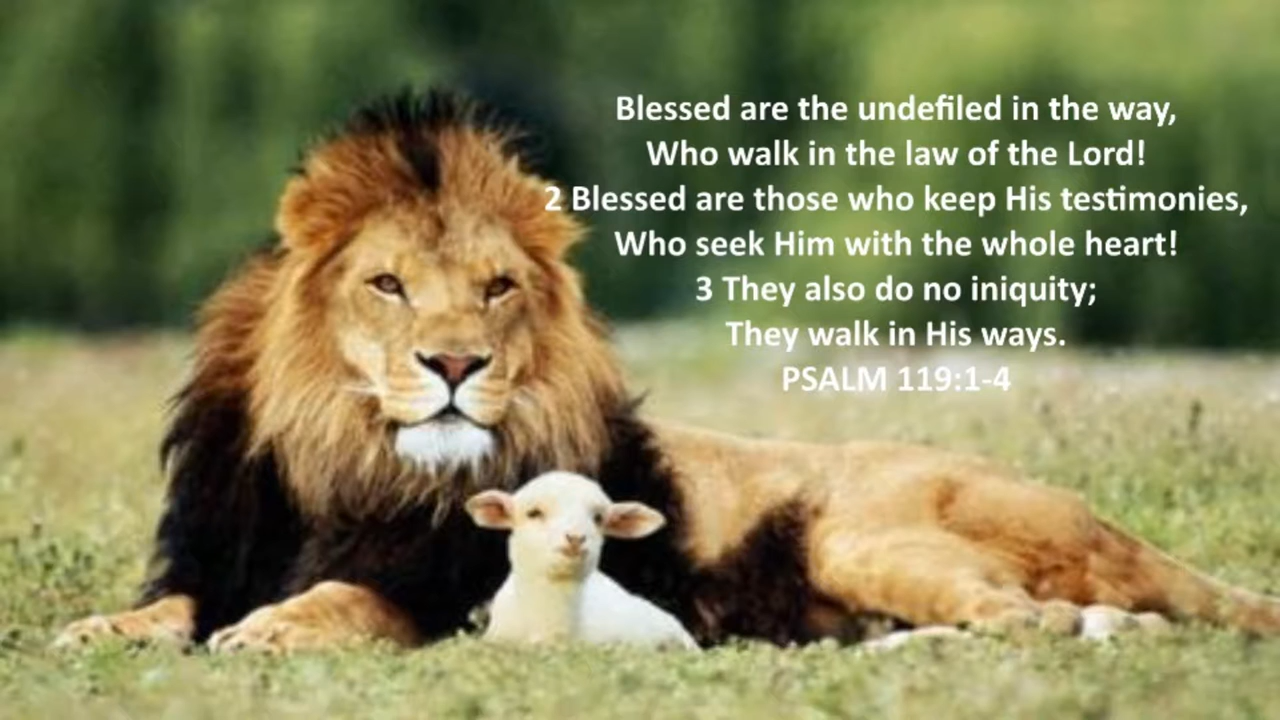 Blessed are the undefiled in the way,
Who walk in the law of the Lord!
2 Blessed are those who keep His testimonies,
Who seek Him with the whole heart!
3 They also do no iniquity;
They walk in His ways.
PSALM 119:1-4